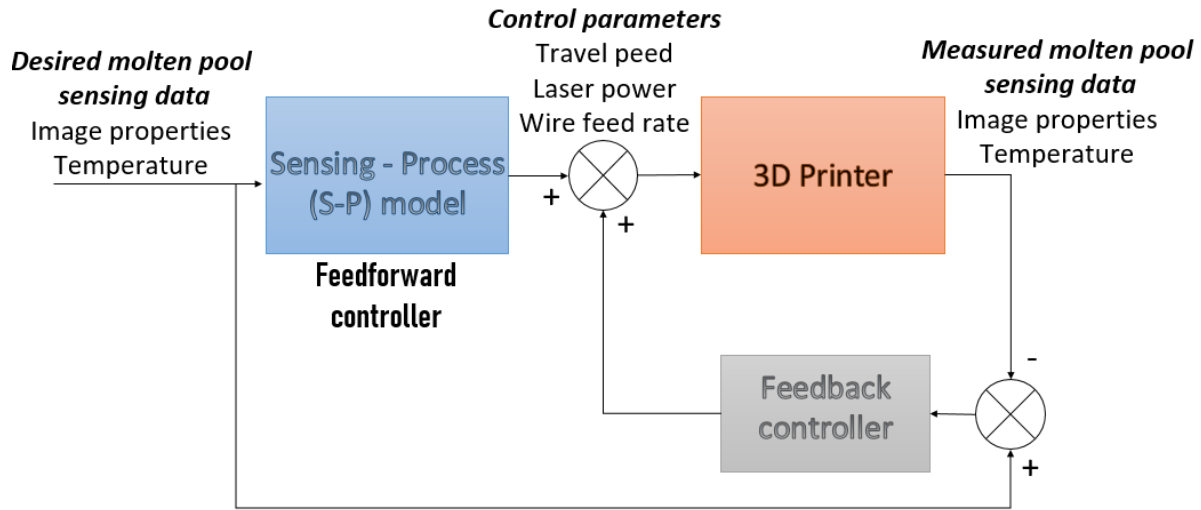 Control parameters
Travel peed
Laser power
Wire feed rate
Desired molten pool
sensing data
Image properties
Temperature
Measured molten pool
sensing data
Image properties
Temperature
Sensing - Process
(S-P) model
Feedforward
controller
+
+
3D Printer
-
Feedback
controller
+